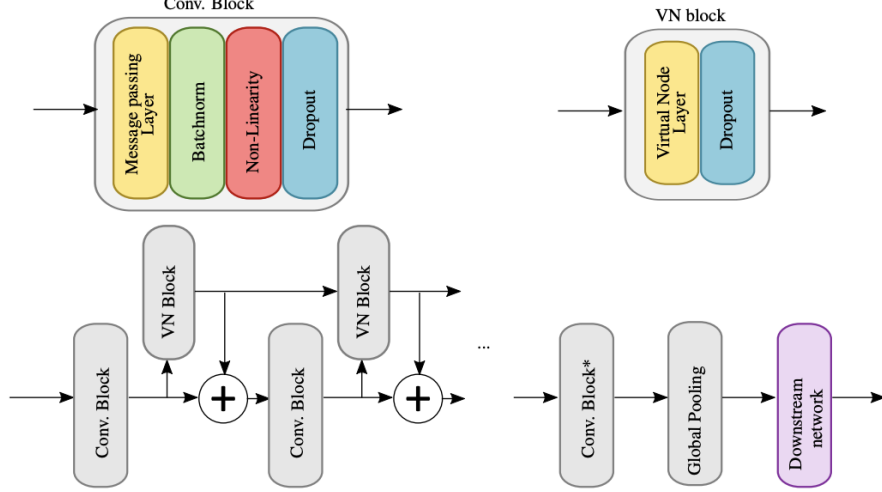 Conv. Block
VN block
Message passing
Layer
Batchnorm
Non-Linearity
Dropout
Virtual Node
Layer
Dropout
VN Block
VN Block
...
Conv. Block
+
Conv. Block
+
Conv. Block*
Global Pooling
Downstream
network